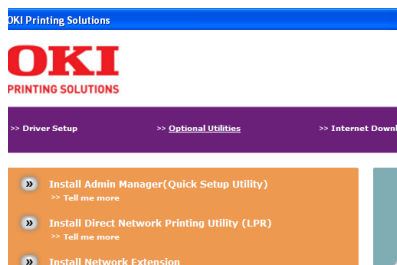 OKI Printing Solutions
OKI
PRINTING SOLUTIONS
>> Driver Setup >> Optional Utilities >> Internet Downl
Install Admin Manager(Quick Setup Utility)
>> Tell me more
Install Direct Network Printing Utility (LPR)
>> Tell me more
Install Network Extension